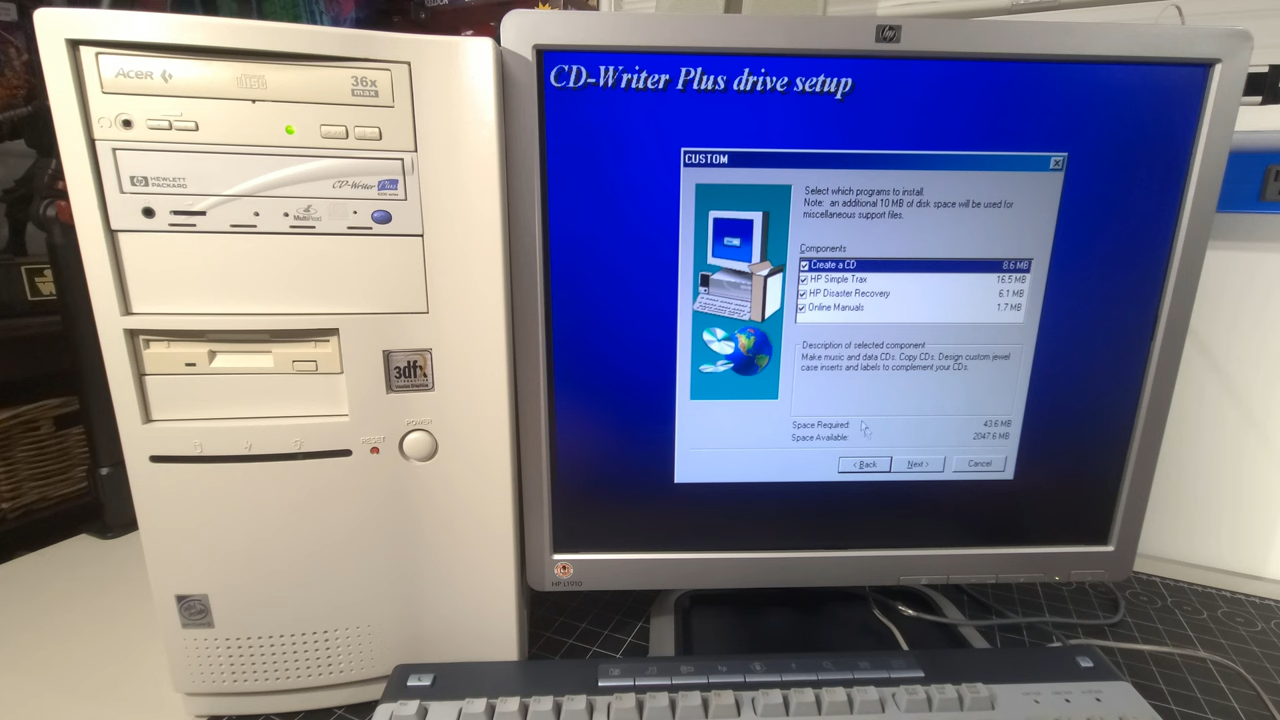 ACER
disc
36x
max
HEWLETT
PACKARD
CD-Writer Plus
MultiRead
3dfx
INTERACTIVE
POWER
RESET
intel
hp
CD-Writer Plus drive setup
CUSTOM
Select which programs to install.
Note: an additional 10 MB of disk space will be used for
miscellaneous support files.
Components
Create a CD 8.6 MB
HP Simple Trax 16.5 MB
HP Disaster Recovery 6.1 MB
Online Manuals 1.7 MB
Description of selected component
Make music and data CDs. Copy CDs. Design custom jewel
case inserts and labels to complement your CDs.
Space Required: 43.6 MB
Space Available: 2047.6 MB
< Back Next > Cancel
HP L1910